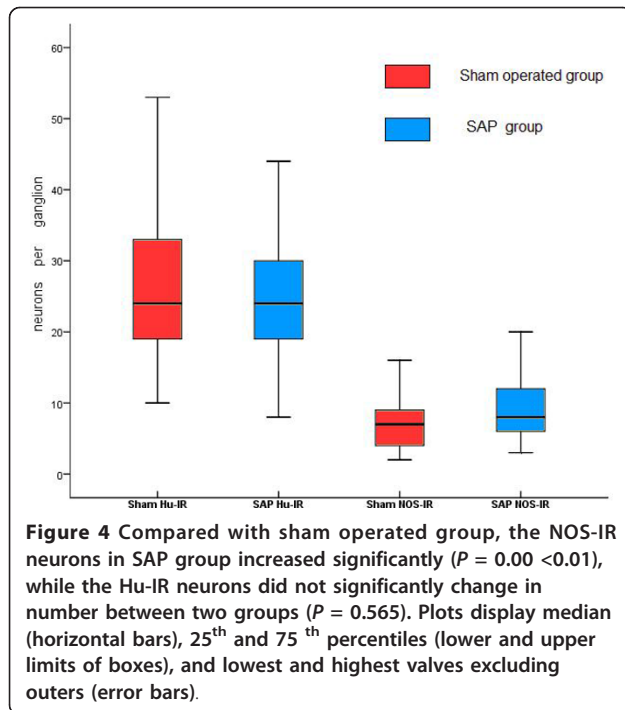 60
50
40
30
20
10
0
neurons per ganglion
Sham operated group
SAP group
Sham Hu-IR SAP Hu-IR Sham NOS-IR SAP NOS-IR
Figure 4 Compared with sham operated group, the NOS-IR
neurons in SAP group increased significantly (P = 0.00 <0.01),
while the Hu-IR neurons did not significantly change in
number between two groups (P = 0.565). Plots display median
(horizontal bars), 25th and 75 th percentiles (lower and upper
limits of boxes), and lowest and highest valves excluding
outers (error bars).